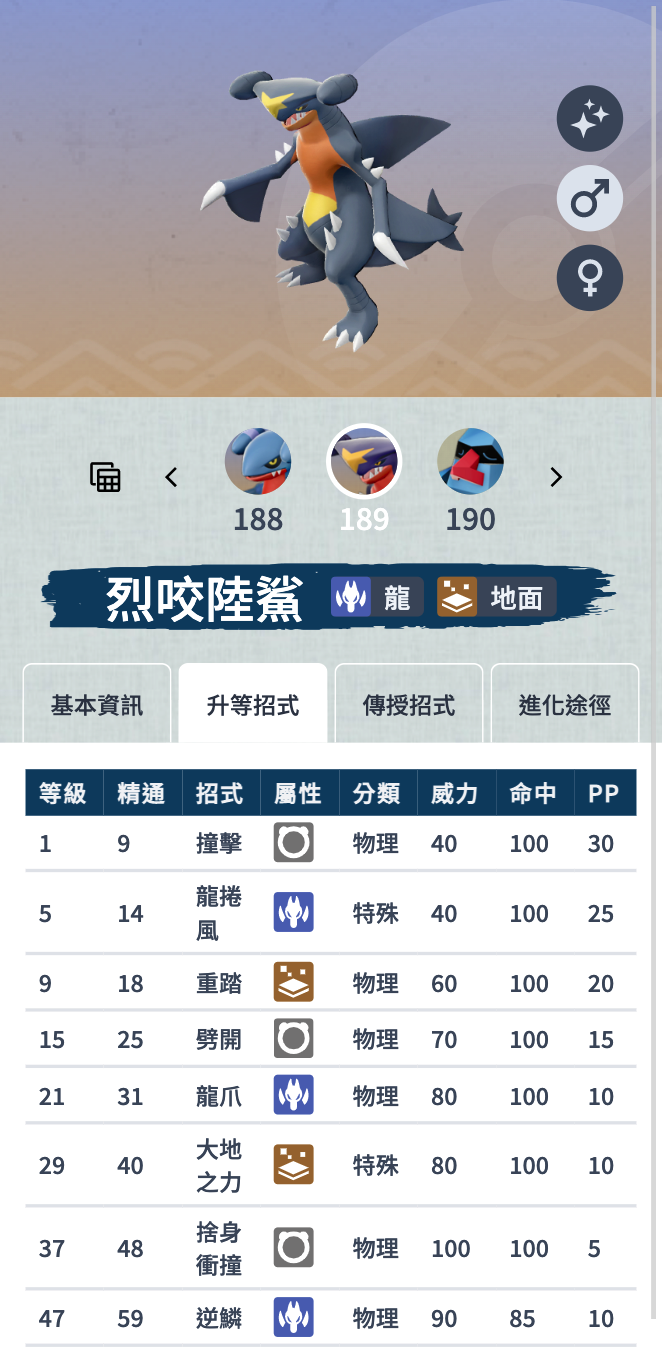 188
189
190
烈咬陸鯊 龍 地面
基本資訊 升等招式 傳授招式 進化途徑
等級 精通 招式 屬性 分類 威力 命中 PP
1 9 撞擊 物理 40 100 30
5 14 龍捲 特殊 40 100 25
風
9 18 重踏 物理 60 100 20
15 25 劈開 物理 70 100 15
21 31 龍爪 物理 80 100 10
29 40 大地 特殊 80 100 10
之力
37 48 捨身 物理 100 100 5
衝撞
47 59 逆鱗 物理 90 85 10